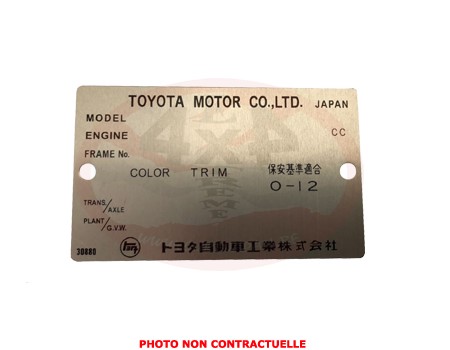 TOYOTA MOTOR CO.,LTD. JAPAN
MODEL
ENGINE CC
FRAME No.
COLOR TRIM 保安基準適合
O-12
TRANS/AXLE
PLANT/G.V.W.
30880
トヨタ自動車工業株式会社
PHOTO NON CONTRACTUELLE